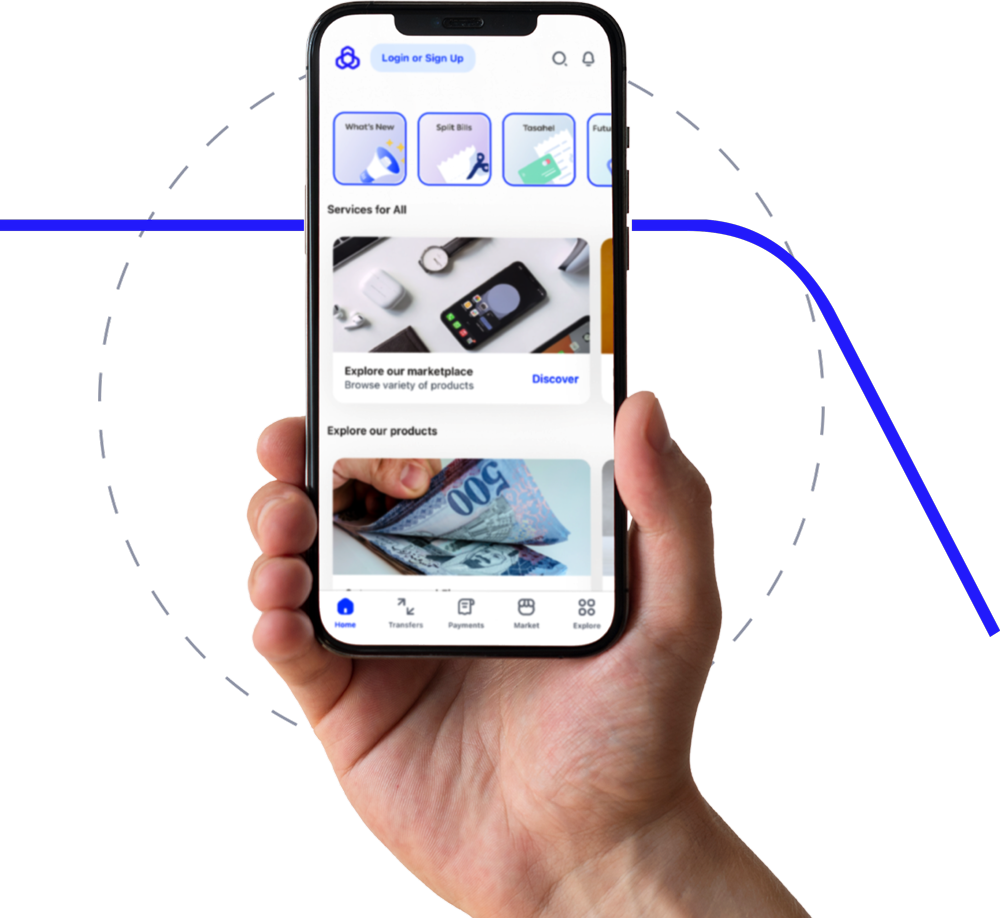 Login or Sign Up
What's New
Split Bills
Tasahel
Futu
Services for All
Explore our marketplace
Browse variety of products
Discover
Explore our products
500
Home
Transfers
Payments
Market
Explore